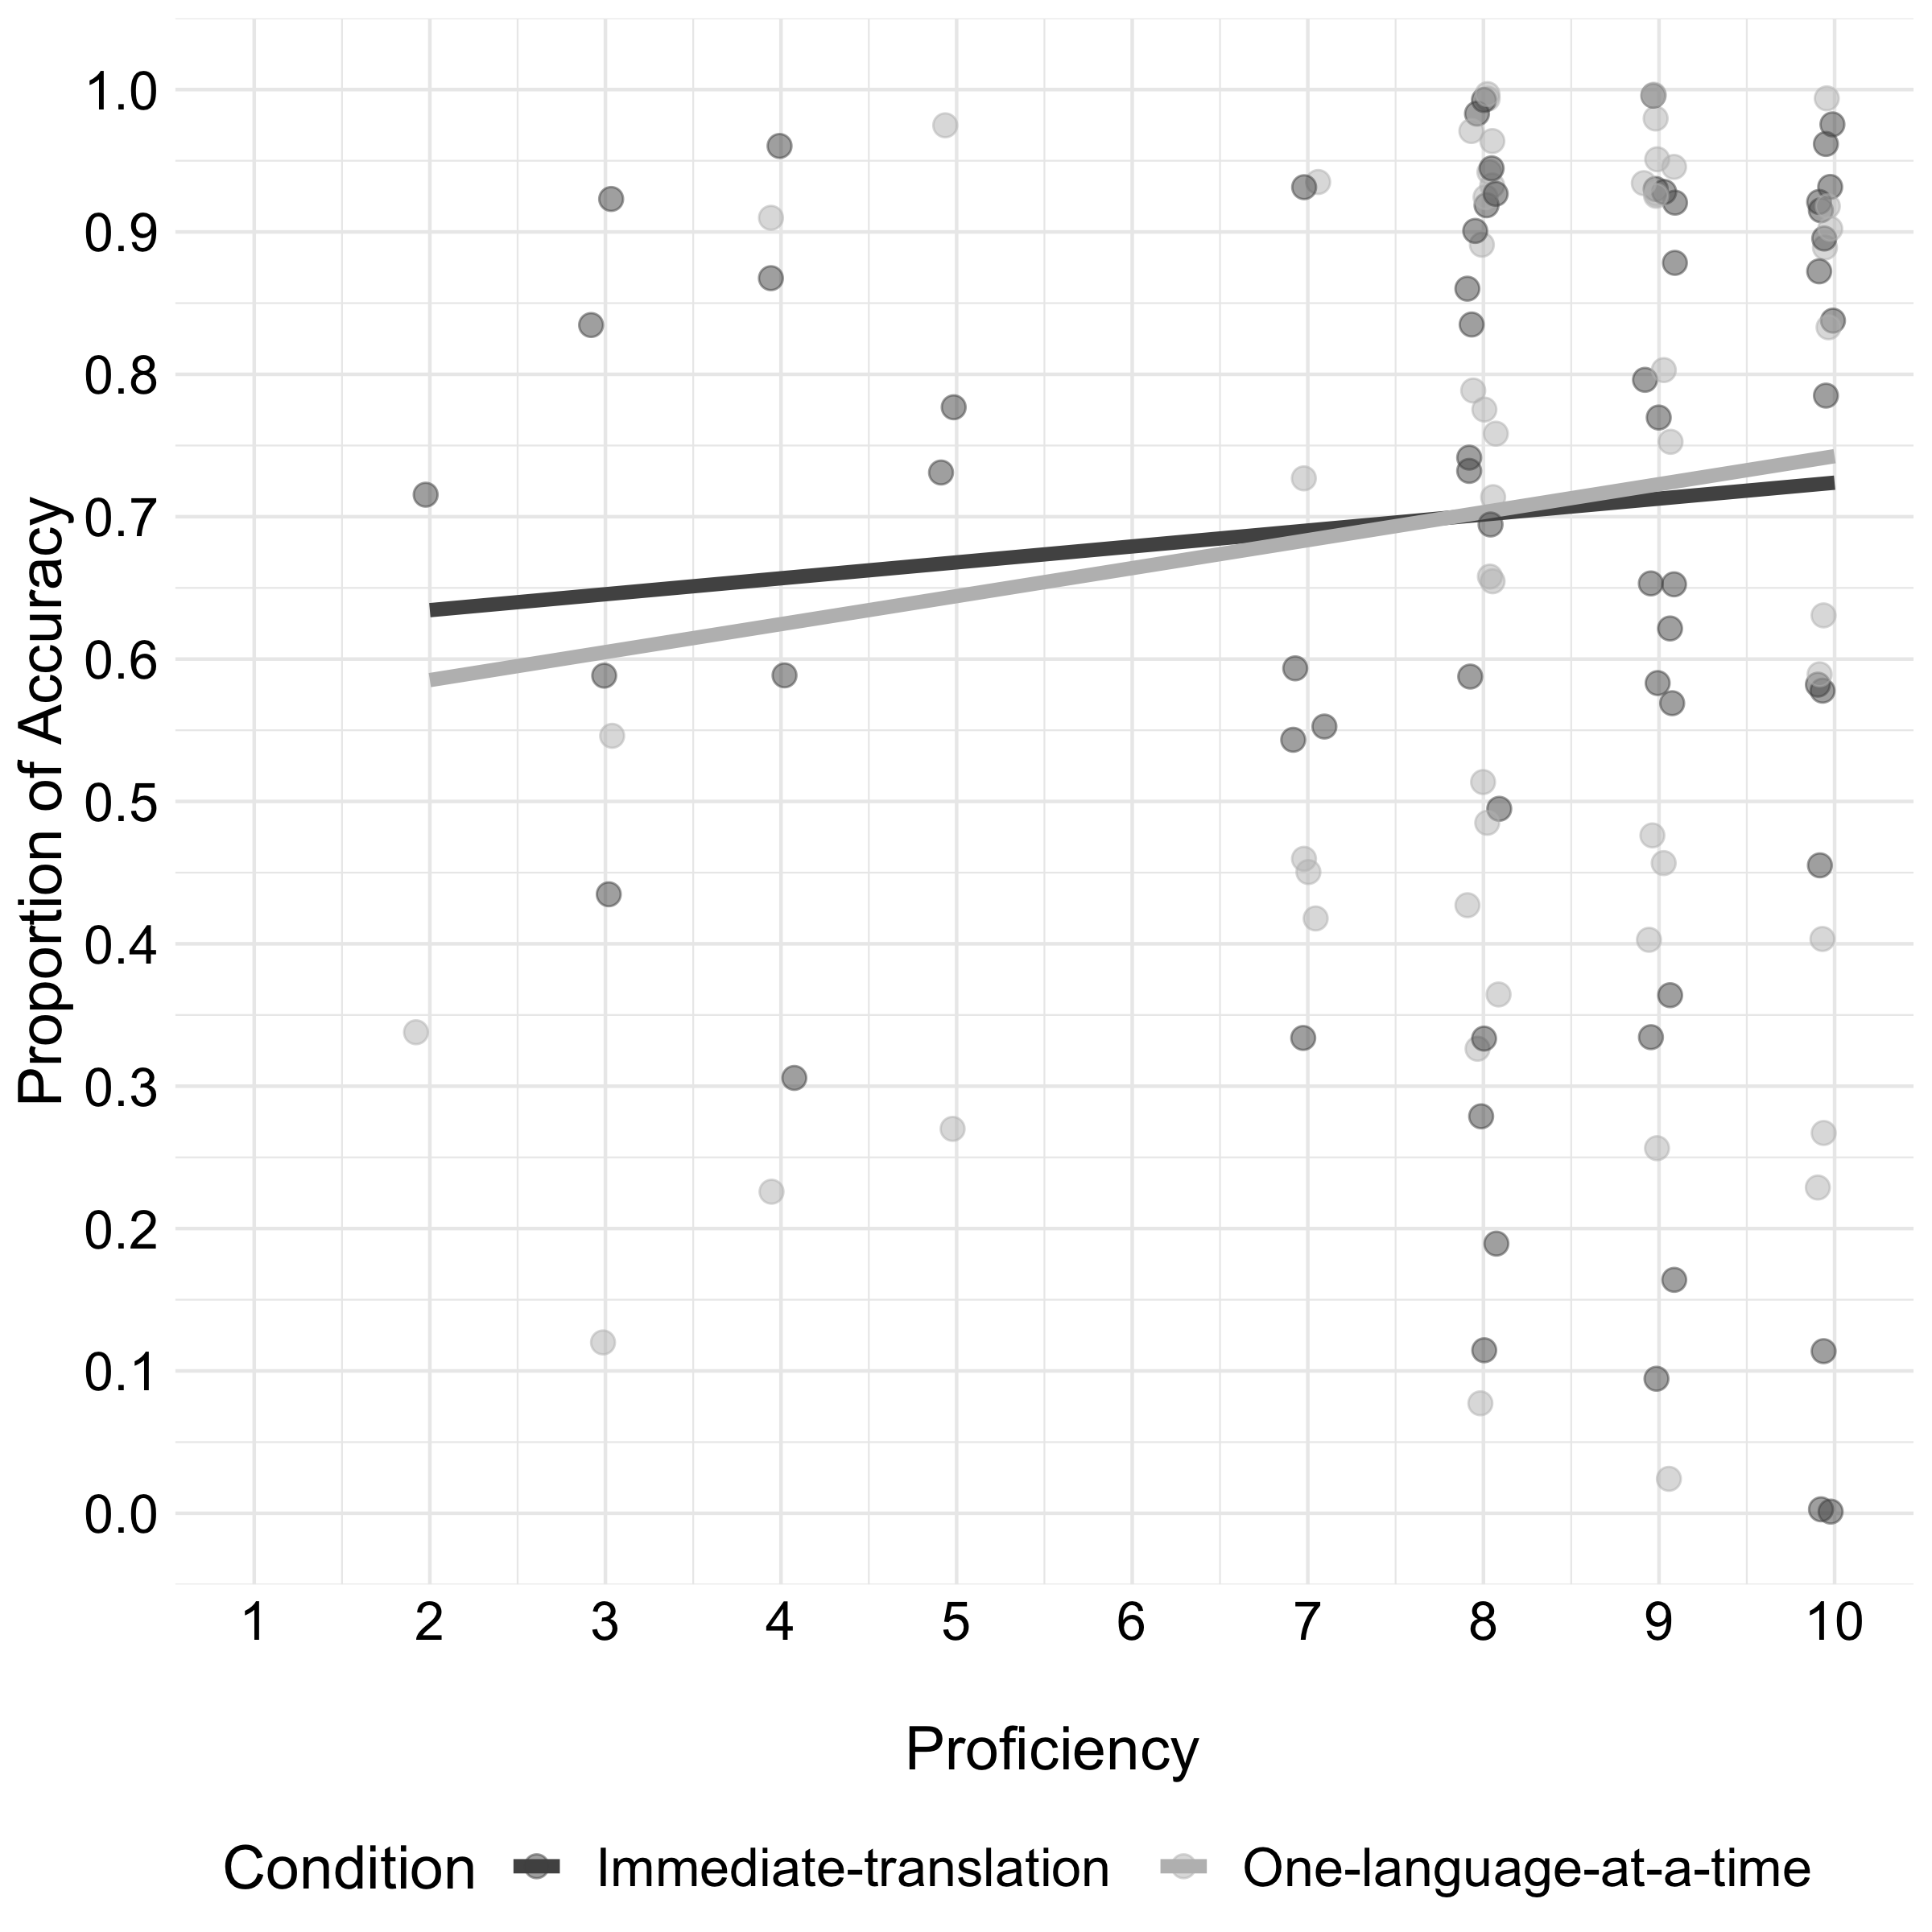 Proportion of Accuracy
1.0
0.9
0.8
0.7
0.6
0.5
0.4
0.3
0.2
0.1
0.0
1 2 3 4 5 6 7 8 9 10
Proficiency
Condition Immediate-translation One-language-at-a-time